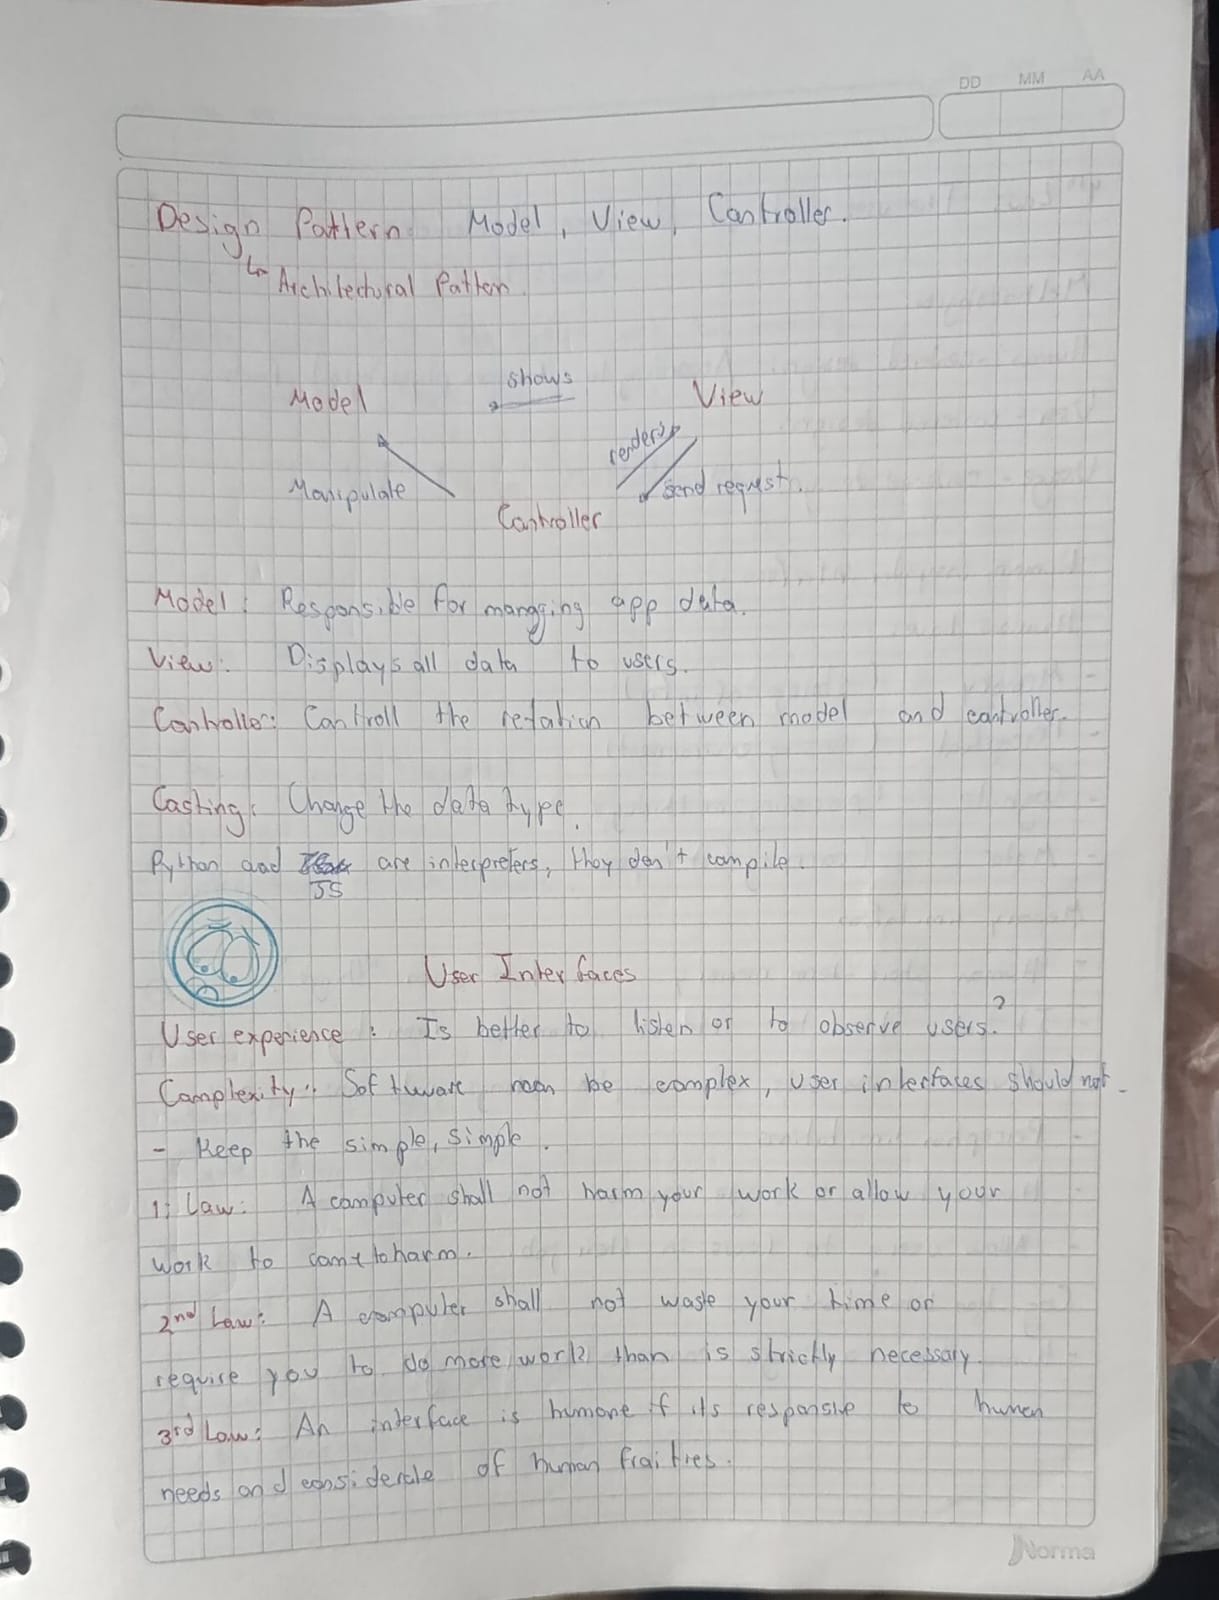 DD MM AA
Design Pattern Model, View, Controller.
↳ Architectural Pattern
shows
Model View
renders
Manipulate send request.
Controller
Model: Responsible for mangging app data.
View: Displays all data to users.
Controller: Controll the relation between model and controller.
Casting: Change the data type.
Python and are interpreters, they don't compile.
JS
User Interfaces
User experience: Is better to listen or to observe users?
Complexity: Software can be complex, user interfaces should not
- Keep the simple, simple.
1: Law: A computer shall not harm your work or allow your
work to come to harm.
2nd Law: A computer shall not waste your time or
require you to do more work than is strictly necessary.
3rd Law: An interface is humane if its responsive to human
needs and considerate of human
Norma